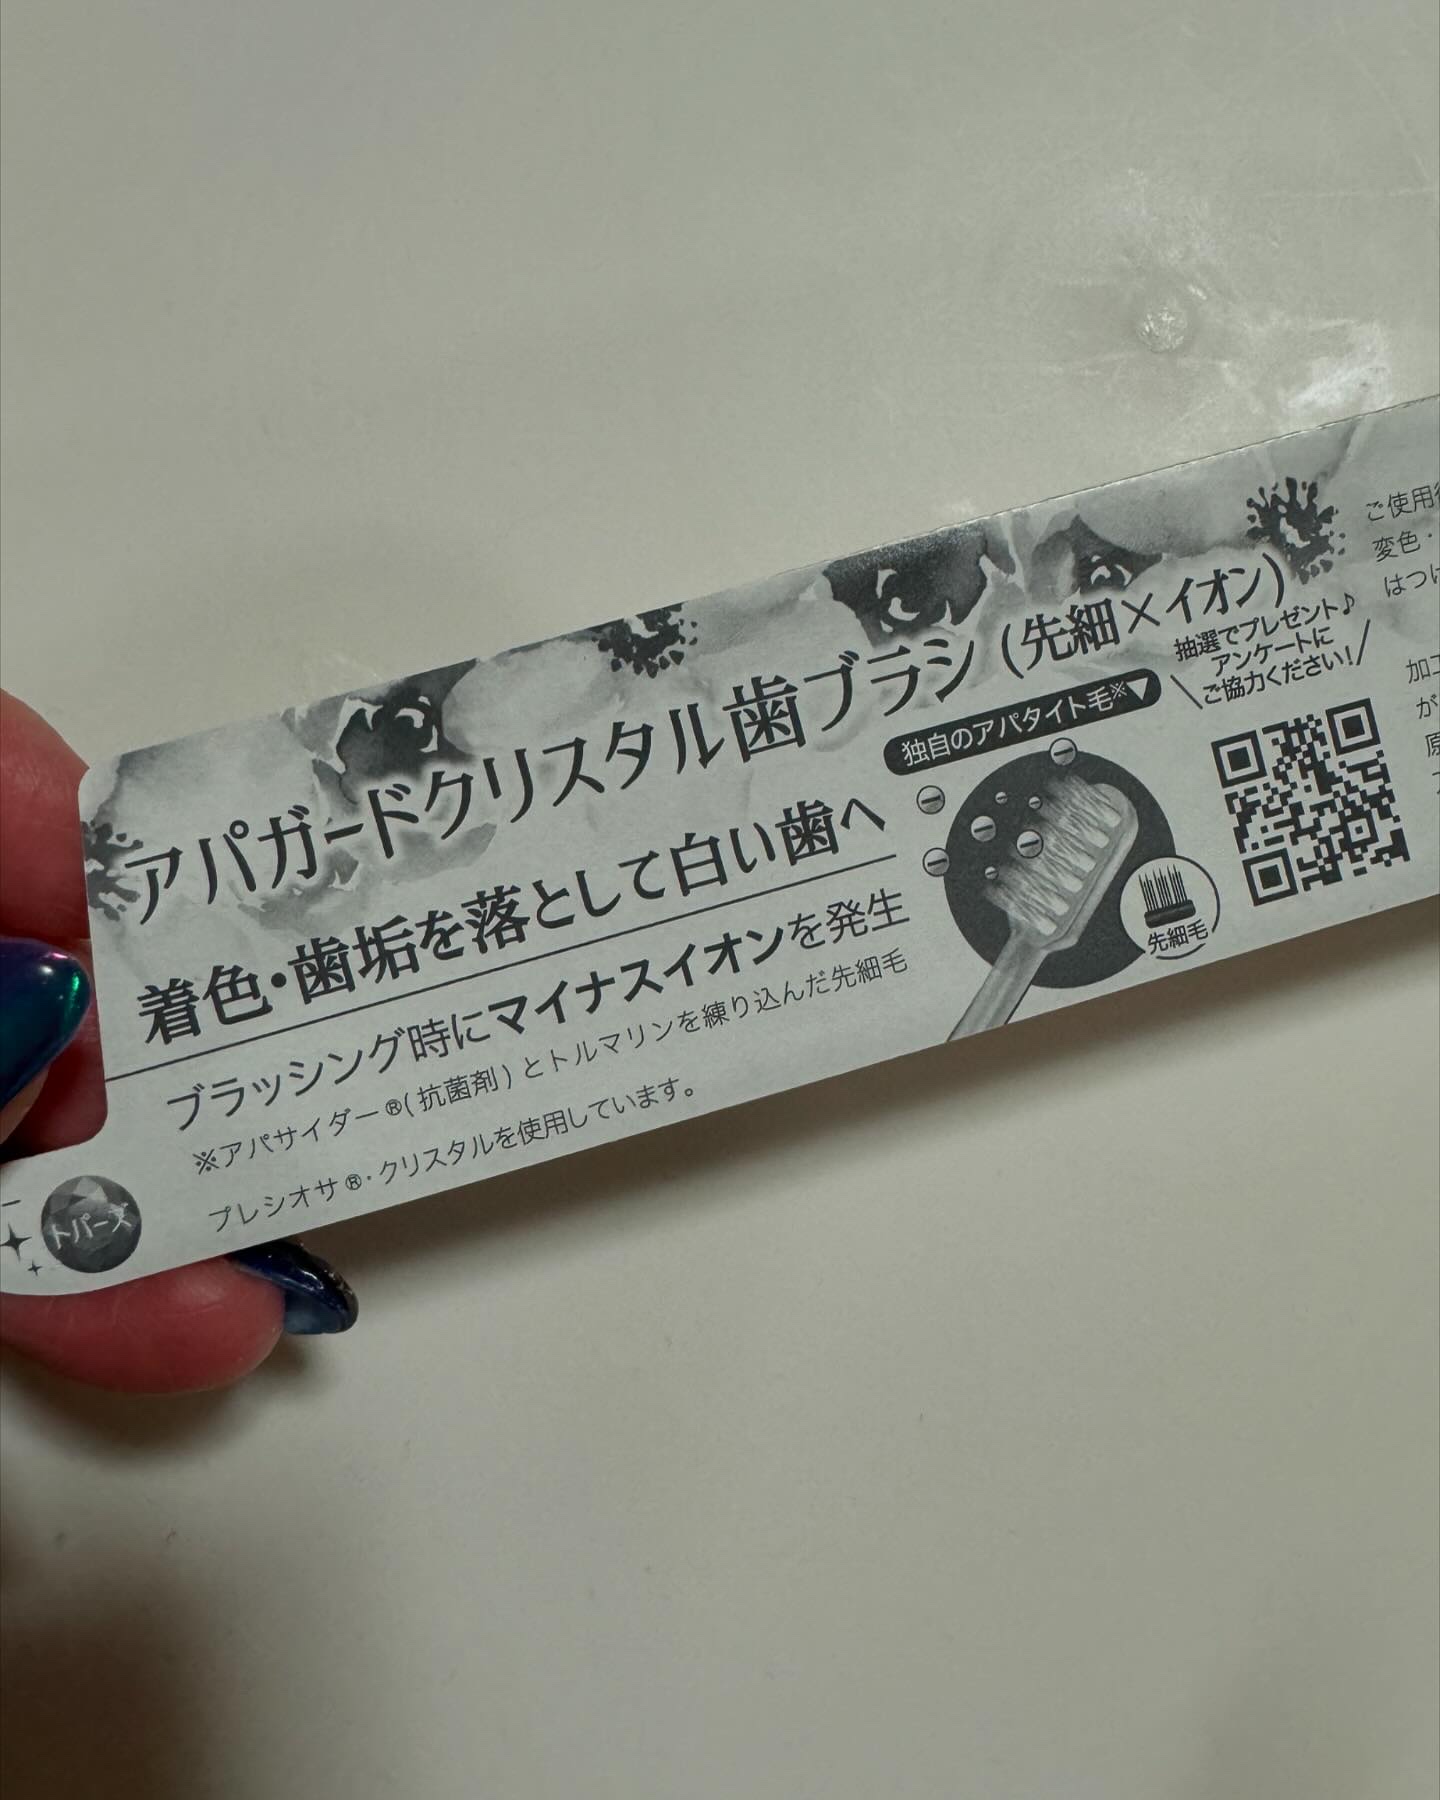 アパガードクリスタル歯ブラシ (先細×イオン)
着色・歯垢を落として白い歯へ
ブラッシング時にマイナスイオンを発生
※アパサイダー®(抗菌剤)とトルマリンを練り込んだ先細毛
プレシオサ®・クリスタルを使用しています。
トパーズ
独自のアパタイト毛※▼
先細毛
抽選でプレゼント♪
アンケートに
\ご協力ください!/
ご使用
変色・
はつ
加工
が